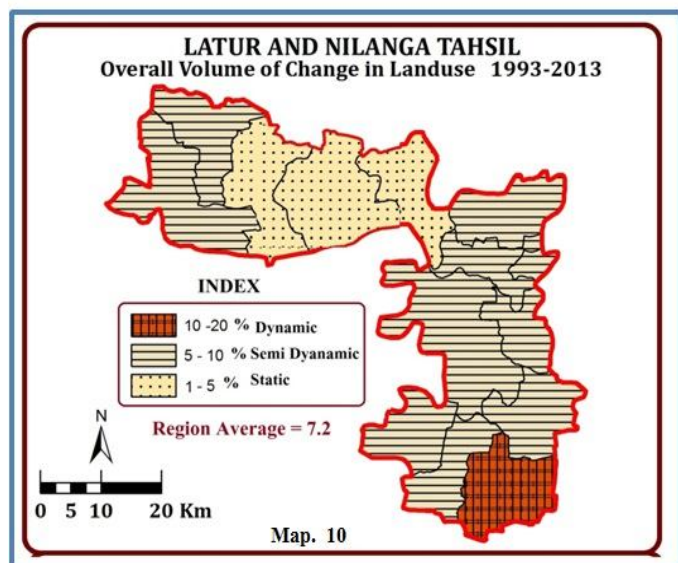 LATUR AND NILANGA TAHSIL
Overall Volume of Change in Landuse 1993-2013
INDEX
10 -20 % Dynamic
5 - 10 % Semi Dyanamic
1 - 5 % Static
Region Average = 7.2
N
0 5 10 20 Km
Map. 10